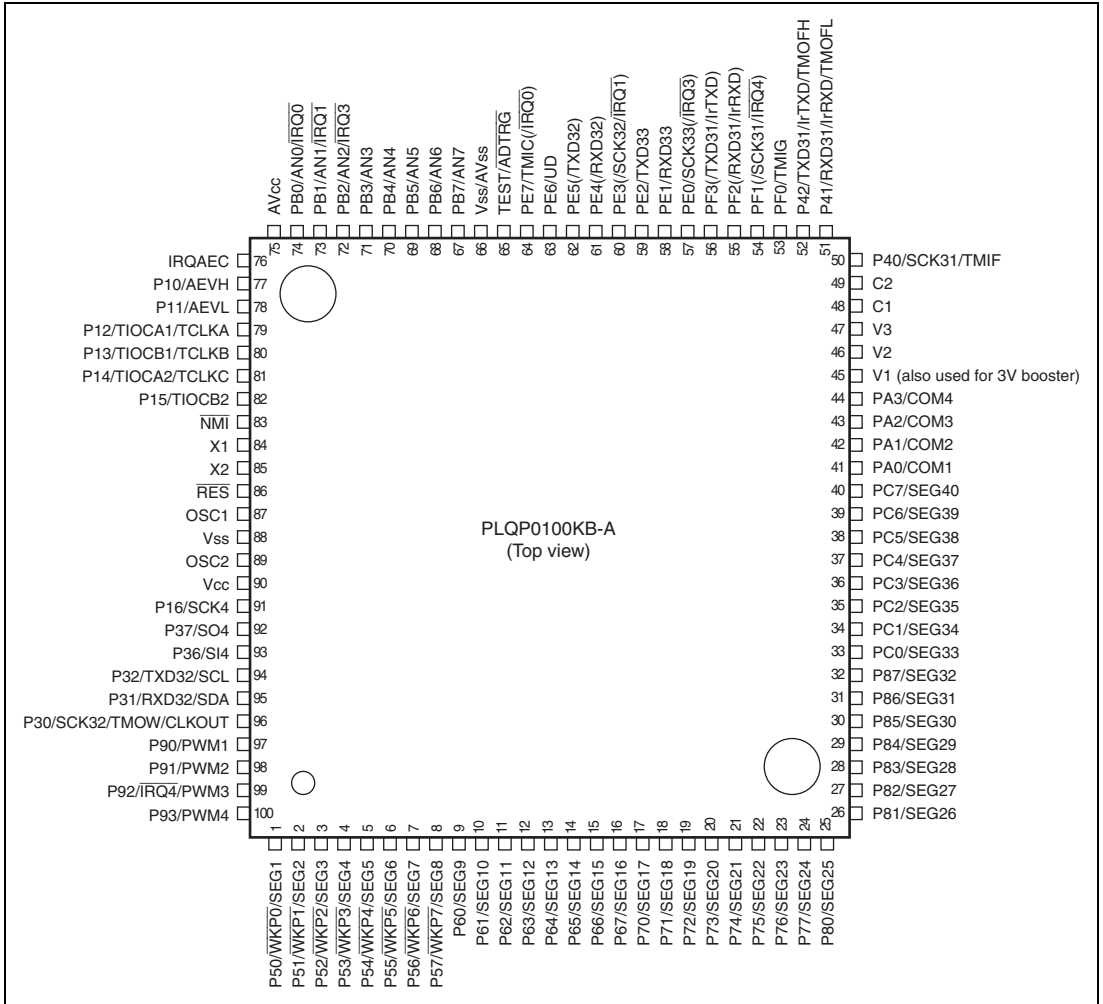 AVcc
PB0/AN0/IRQ0
PB1/AN1/IRQ1
PB2/AN2/IRQ3
PB3/AN3
PB4/AN4
PB5/AN5
PB6/AN6
PB7/AN7
Vss/AVss
TEST/ADTRG
PE7/TMIC(/IRQ0)
PE6/UD
PE5(/TXD32)
PE4(/RXD32)
PE3(/SCK32/IRQ1)
PE2/TXD33
PE1/RXD33
PE0/SCK33(/IRQ3)
PF3(/TXD31/IrTXD)
PF2(/RXD31/IrRXD)
PF1(/SCK31/IRQ4)
PF0/TMIG
P42/TXD31/IrTXD/TMOFH
P41/RXD31/IrRXD/TMOFL
75 74 73 72 71 70 69 68 67 66 65 64 63 62 61 60 59 58 57 56 55 54 53 52 51
IRQAEC 76
P10/AEVH 77
P11/AEVL 78
P12/TIOCA1/TCLKA 79
P13/TIOCB1/TCLKB 80
P14/TIOCA2/TCLKC 81
P15/TIOCB2 82
NMI 83
X1 84
X2 85
RES 86
OSC1 87
Vss 88
OSC2 89
Vcc 90
P16/SCK4 91
P37/SO4 92
P36/SI4 93
P32/TXD32/SCL 94
P31/RXD32/SDA 95
P30/SCK32/TMOW/CLKOUT 96
P90/PWM1 97
P91/PWM2 98
P92/IRQ4/PWM3 99
P93/PWM4 100
PLQP0100KB-A
(Top view)
50 P40/SCK31/TMIF
49 C2
48 C1
47 V3
46 V2
45 V1 (also used for 3V booster)
44 PA3/COM4
43 PA2/COM3
42 PA1/COM2
41 PA0/COM1
40 PC7/SEG40
39 PC6/SEG39
38 PC5/SEG38
37 PC4/SEG37
36 PC3/SEG36
35 PC2/SEG35
34 PC1/SEG34
33 PC0/SEG33
32 P87/SEG32
31 P86/SEG31
30 P85/SEG30
29 P84/SEG29
28 P83/SEG28
27 P82/SEG27
26 P81/SEG26
1 2 3 4 5 6 7 8 9 10 11 12 13 14 15 16 17 18 19 20 21 22 23 24 25
P50/WKP0/SEG1
P51/WKP1/SEG2
P52/WKP2/SEG3
P53/WKP3/SEG4
P54/WKP4/SEG5
P55/WKP5/SEG6
P56/WKP6/SEG7
P57/WKP7/SEG8
P60/SEG9
P61/SEG10
P62/SEG11
P63/SEG12
P64/SEG13
P65/SEG14
P66/SEG15
P67/SEG16
P70/SEG17
P71/SEG18
P72/SEG19
P73/SEG20
P74/SEG21
P75/SEG22
P76/SEG23
P77/SEG24
P80/SEG25